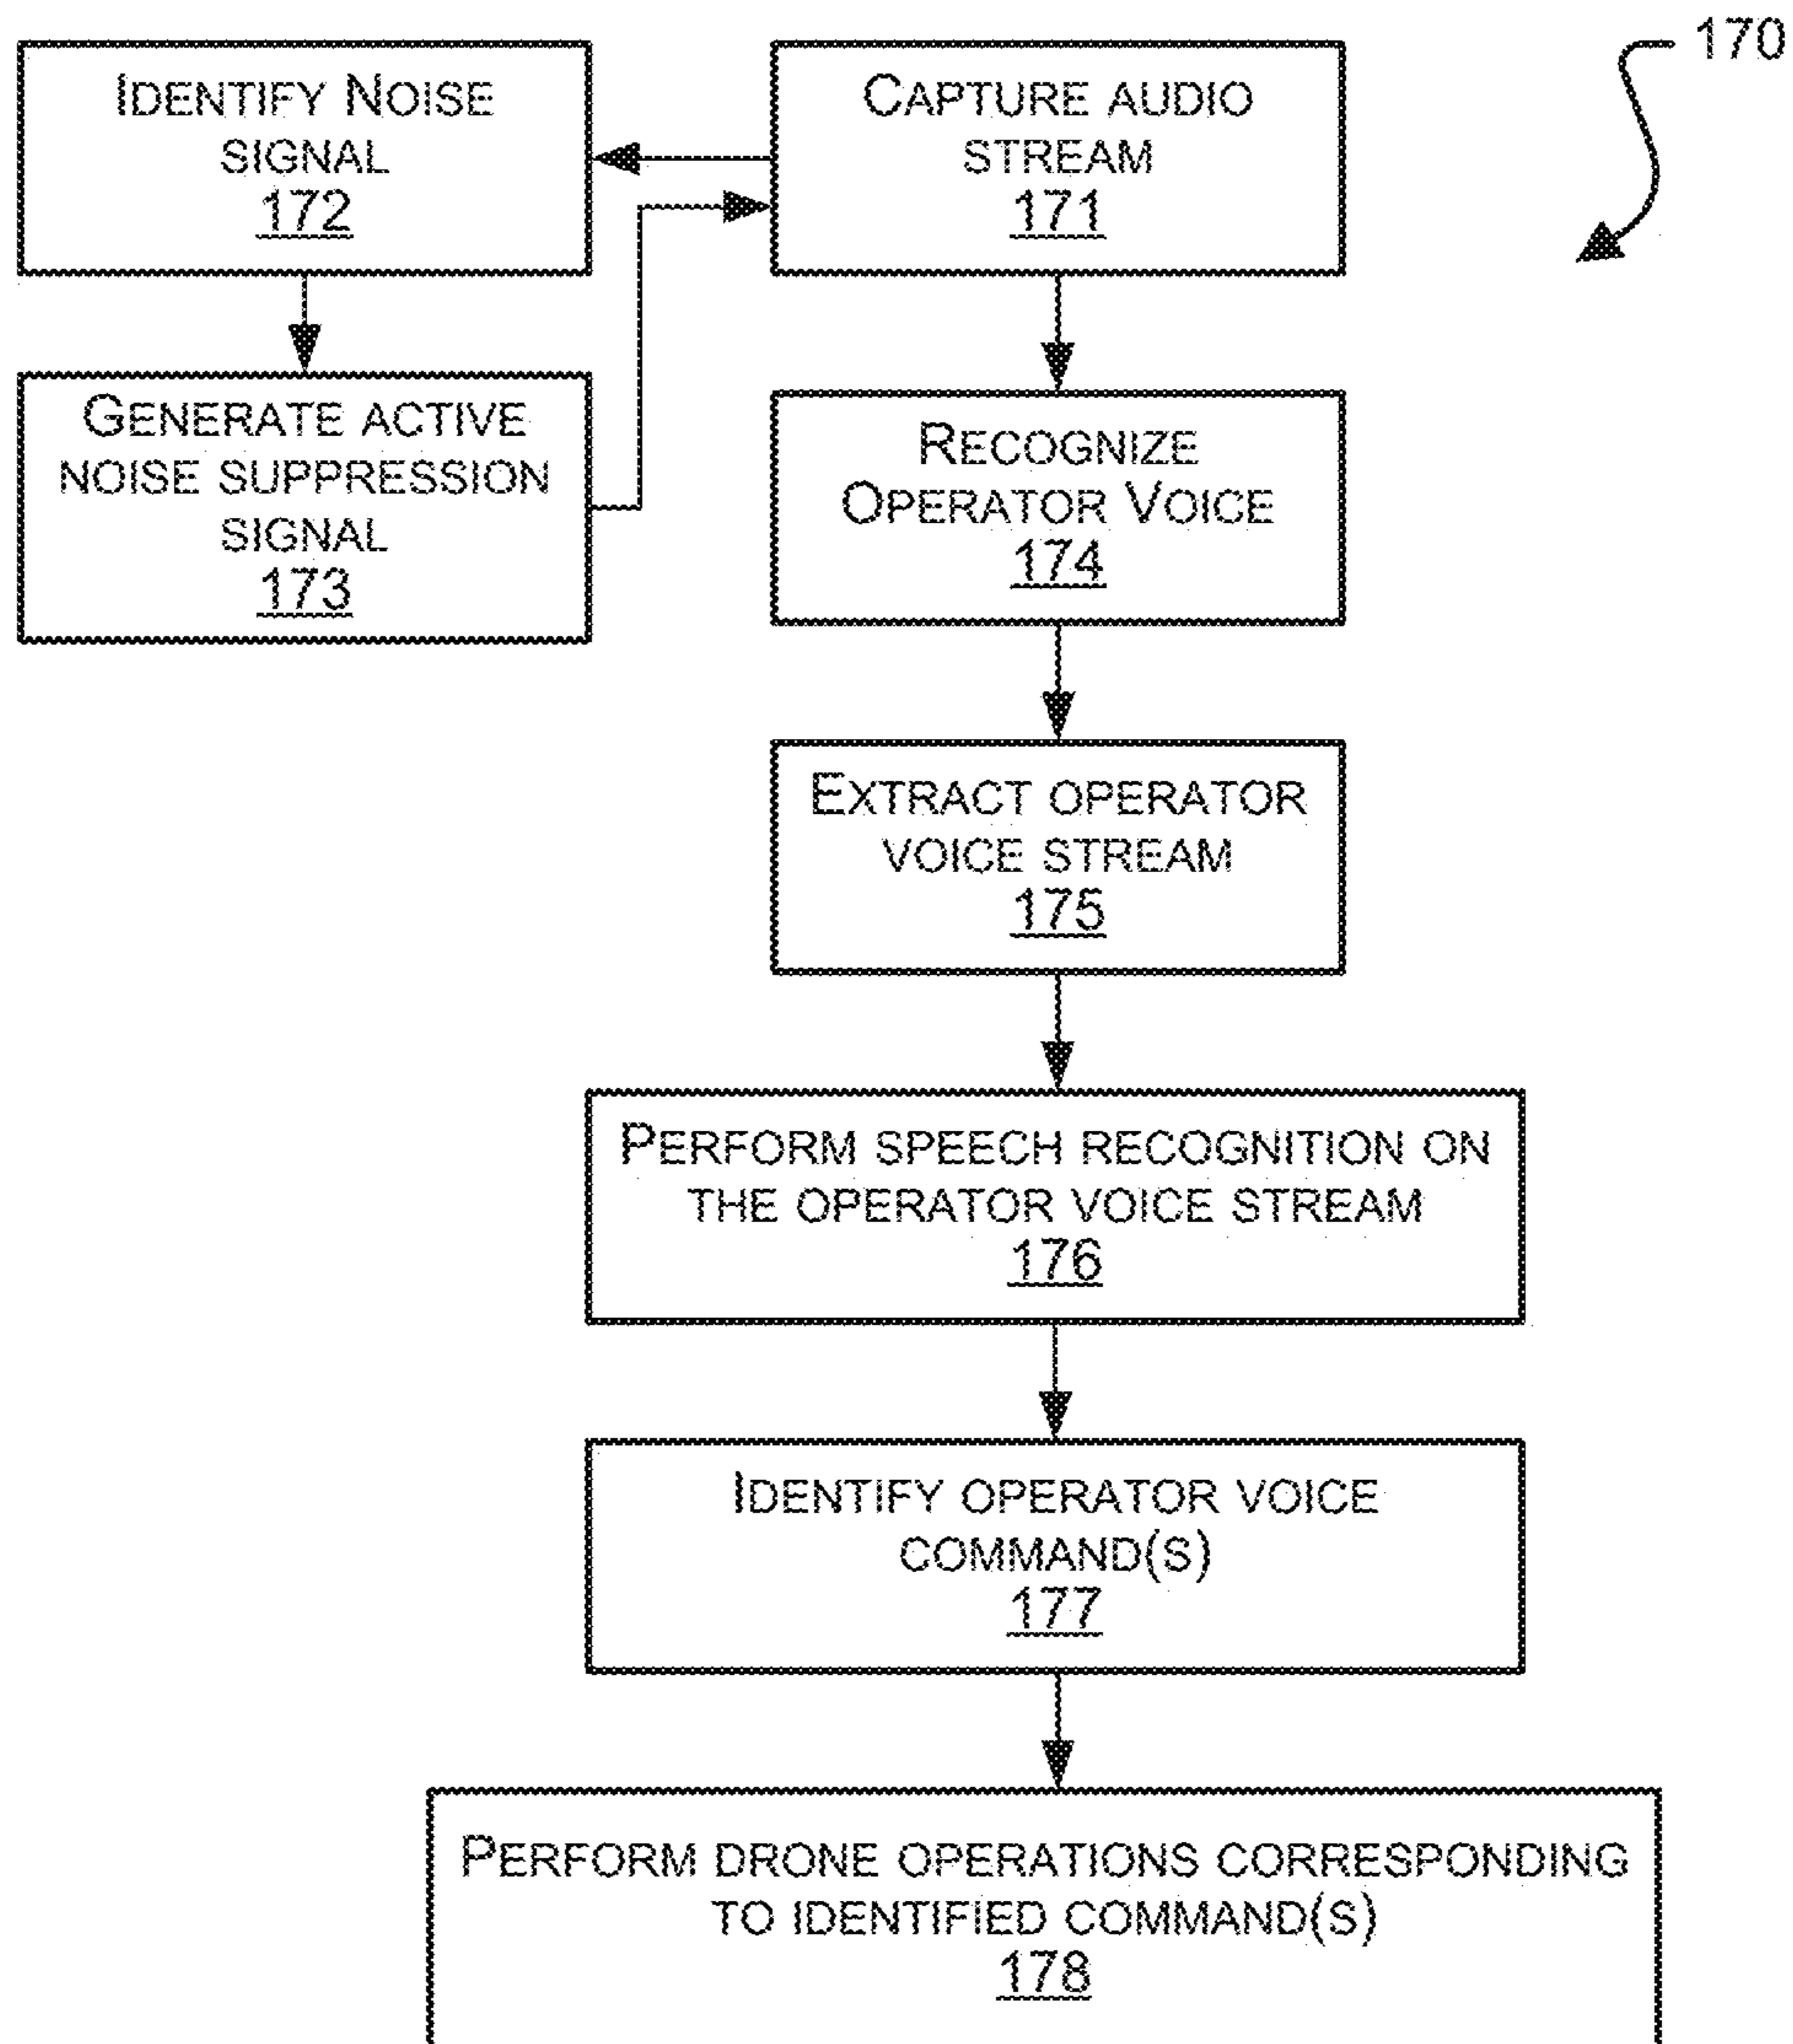 170
IDENTIFY NOISE
SIGNAL
172
CAPTURE AUDIO
STREAM
171
GENERATE ACTIVE
NOISE SUPPRESSION
SIGNAL
173
RECOGNIZE
OPERATOR VOICE
174
EXTRACT OPERATOR
VOICE STREAM
175
PERFORM SPEECH RECOGNITION ON
THE OPERATOR VOICE STREAM
176
IDENTIFY OPERATOR VOICE
COMMAND(S)
177
PERFORM DRONE OPERATIONS CORRESPONDING
TO IDENTIFIED COMMAND(S)
178